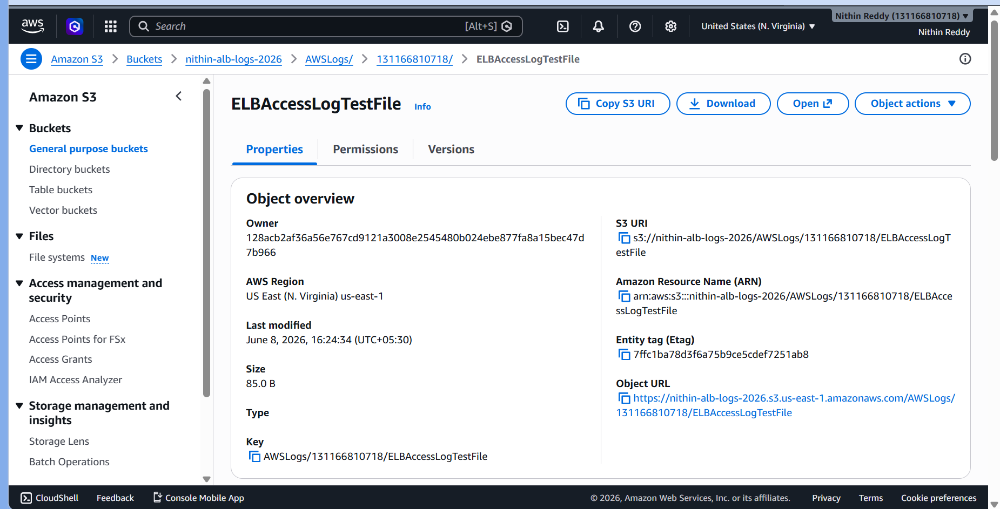 aws
Search
[Alt+S]
United States (N. Virginia)
Nithin Reddy (131166810718)
Nithin Reddy
Amazon S3
Buckets
nithin-alb-logs-2026
AWSLogs/
131166810718/
ELBAccessLogTestFile
Amazon S3
Buckets
General purpose buckets
Directory buckets
Table buckets
Vector buckets
Files
File systems New
Access management and
security
Access Points
Access Points for FSx
Access Grants
IAM Access Analyzer
Storage management and
insights
Storage Lens
Batch Operations
ELBAccessLogTestFile Info
Copy S3 URI
Download
Open
Object actions
Properties
Permissions
Versions
Object overview
Owner
128acb2af36a56e767cd9121a3008e2545480b024ebe877fa8a15bec47d
7b966
AWS Region
US East (N. Virginia) us-east-1
Last modified
June 8, 2026, 16:24:34 (UTC+05:30)
Size
85.0 B
Type
Key
AWSLogs/131166810718/ELBAccessLogTestFile
S3 URI
s3://nithin-alb-logs-2026/AWSLogs/131166810718/ELBAccessLogT
estFile
Amazon Resource Name (ARN)
arn:aws:s3:::nithin-alb-logs-2026/AWSLogs/131166810718/ELBAcce
ssLogTestFile
Entity tag (Etag)
7ffc1ba78d3f6a75b9ce5cdef7251ab8
Object URL
https://nithin-alb-logs-2026.s3.us-east-1.amazonaws.com/AWSLogs/
131166810718/ELBAccessLogTestFile
CloudShell
Feedback
Console Mobile App
© 2026, Amazon Web Services, Inc. or its affiliates.
Privacy
Terms
Cookie preferences